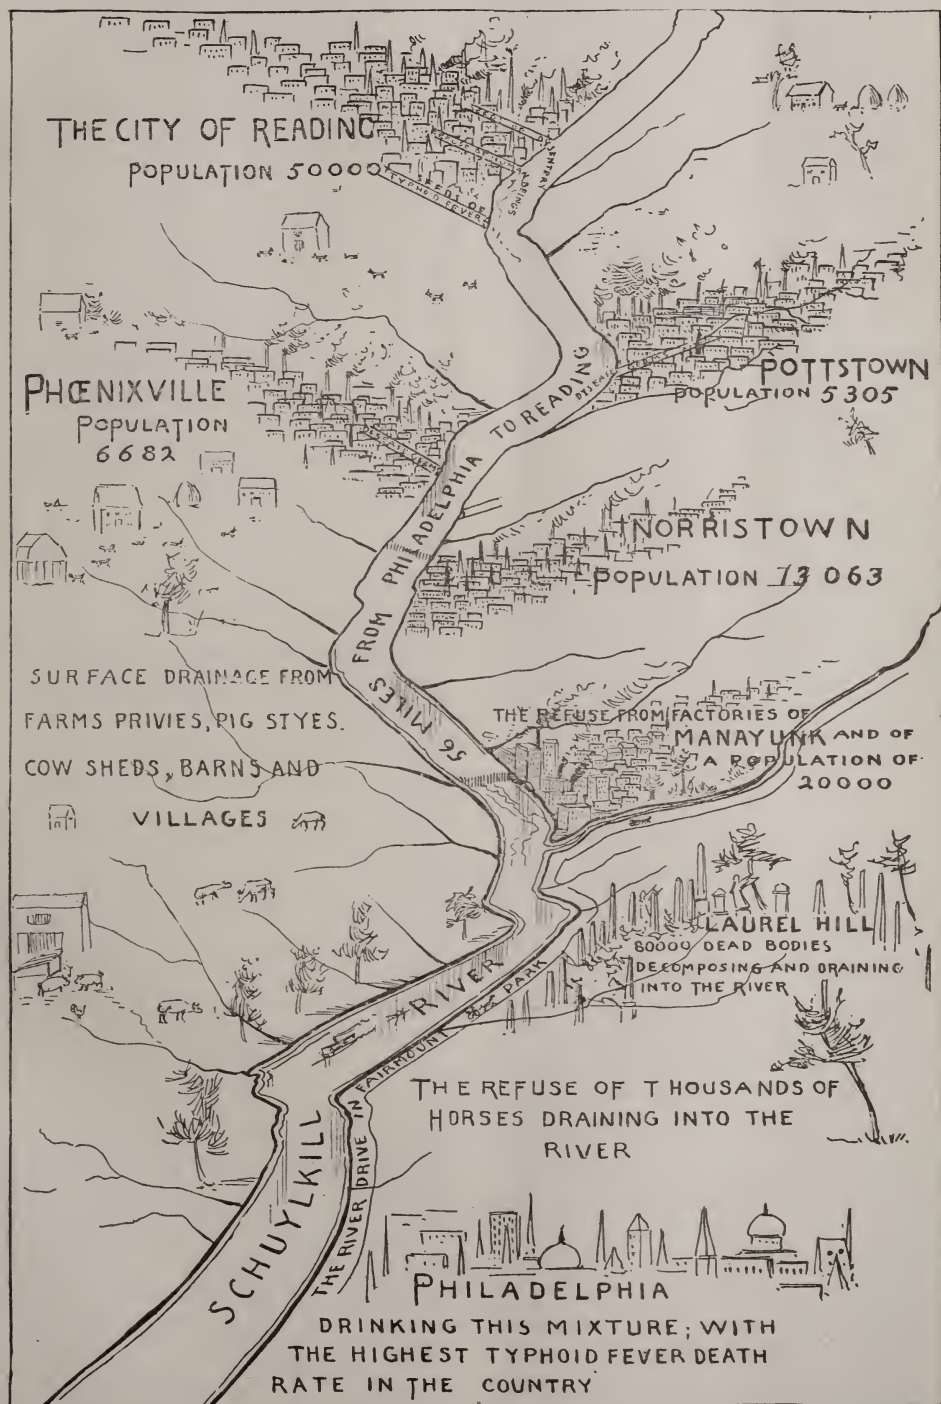 THE CITY OF READING
POPULATION 50000
SEEDS OF
TYPHOID FEVER
POTTSTOWN
POPULATION 5305
PHŒNIXVILLE
POPULATION
6682
NORRISTOWN
POPULATION 13 063
56 MILES FROM PHILADELPHIA TO READING
SURFACE DRAINAGE FROM
FARMS PRIVIES, PIG STYES.
COW SHEDS, BARNS AND
VILLAGES
THE REFUSE FROM FACTORIES OF
MANAYUNK AND OF
A POPULATION OF
20000
LAUREL HILL
80000 DEAD BODIES
DECOMPOSING AND DRAINING
INTO THE RIVER
SCHUYLKILL RIVER
THE RIVER DRIVE IN FAIRMOUNT PARK
THE REFUSE OF THOUSANDS OF
HORSES DRAINING INTO THE
RIVER
PHILADELPHIA
DRINKING THIS MIXTURE; WITH
THE HIGHEST TYPHOID FEVER DEATH
RATE IN THE COUNTRY